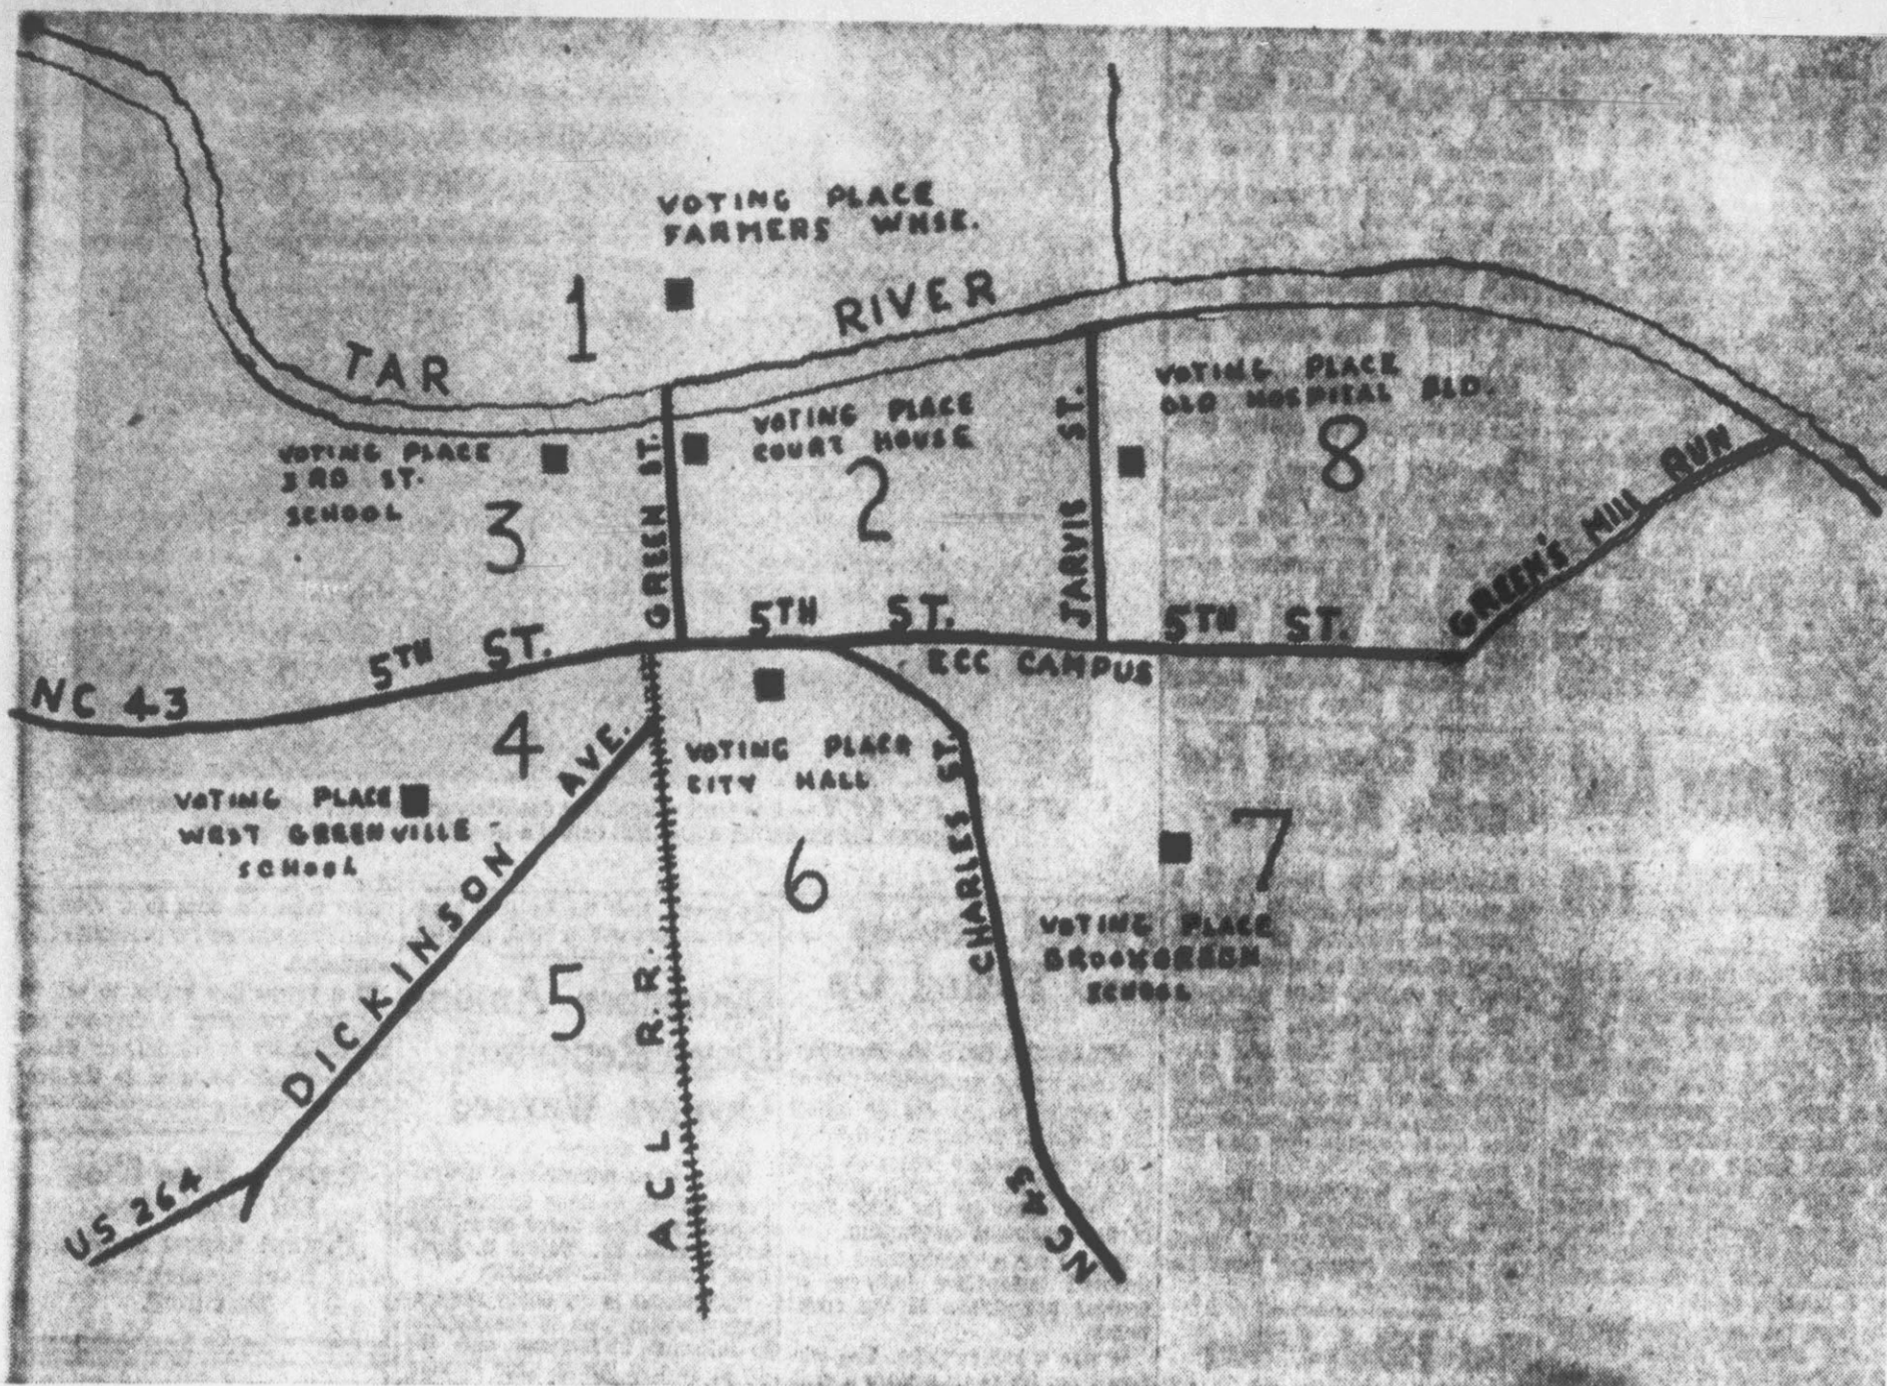 VOTING PLACE
FARMERS WHSE.
1
TAR
RIVER
VOTING PLACE
3RD ST.
SCHOOL
3
GREEN ST.
VOTING PLACE
COURT HOUSE
2
JARVIS ST.
VOTING PLACE
OLD HOSPITAL BLD.
8
GREEN'S MILL RUN
NC 43
5TH ST.
5TH ST.
5TH ST.
ECC CAMPUS
4
VOTING PLACE
WEST GREENVILLE
SCHOOL
DICKINSON AVE.
US 264
5
ACL R.R.
VOTING PLACE
CITY HALL
6
CHARLES ST.
NC 43
7
VOTING PLACE
BROOKGREEN
SCHOOL